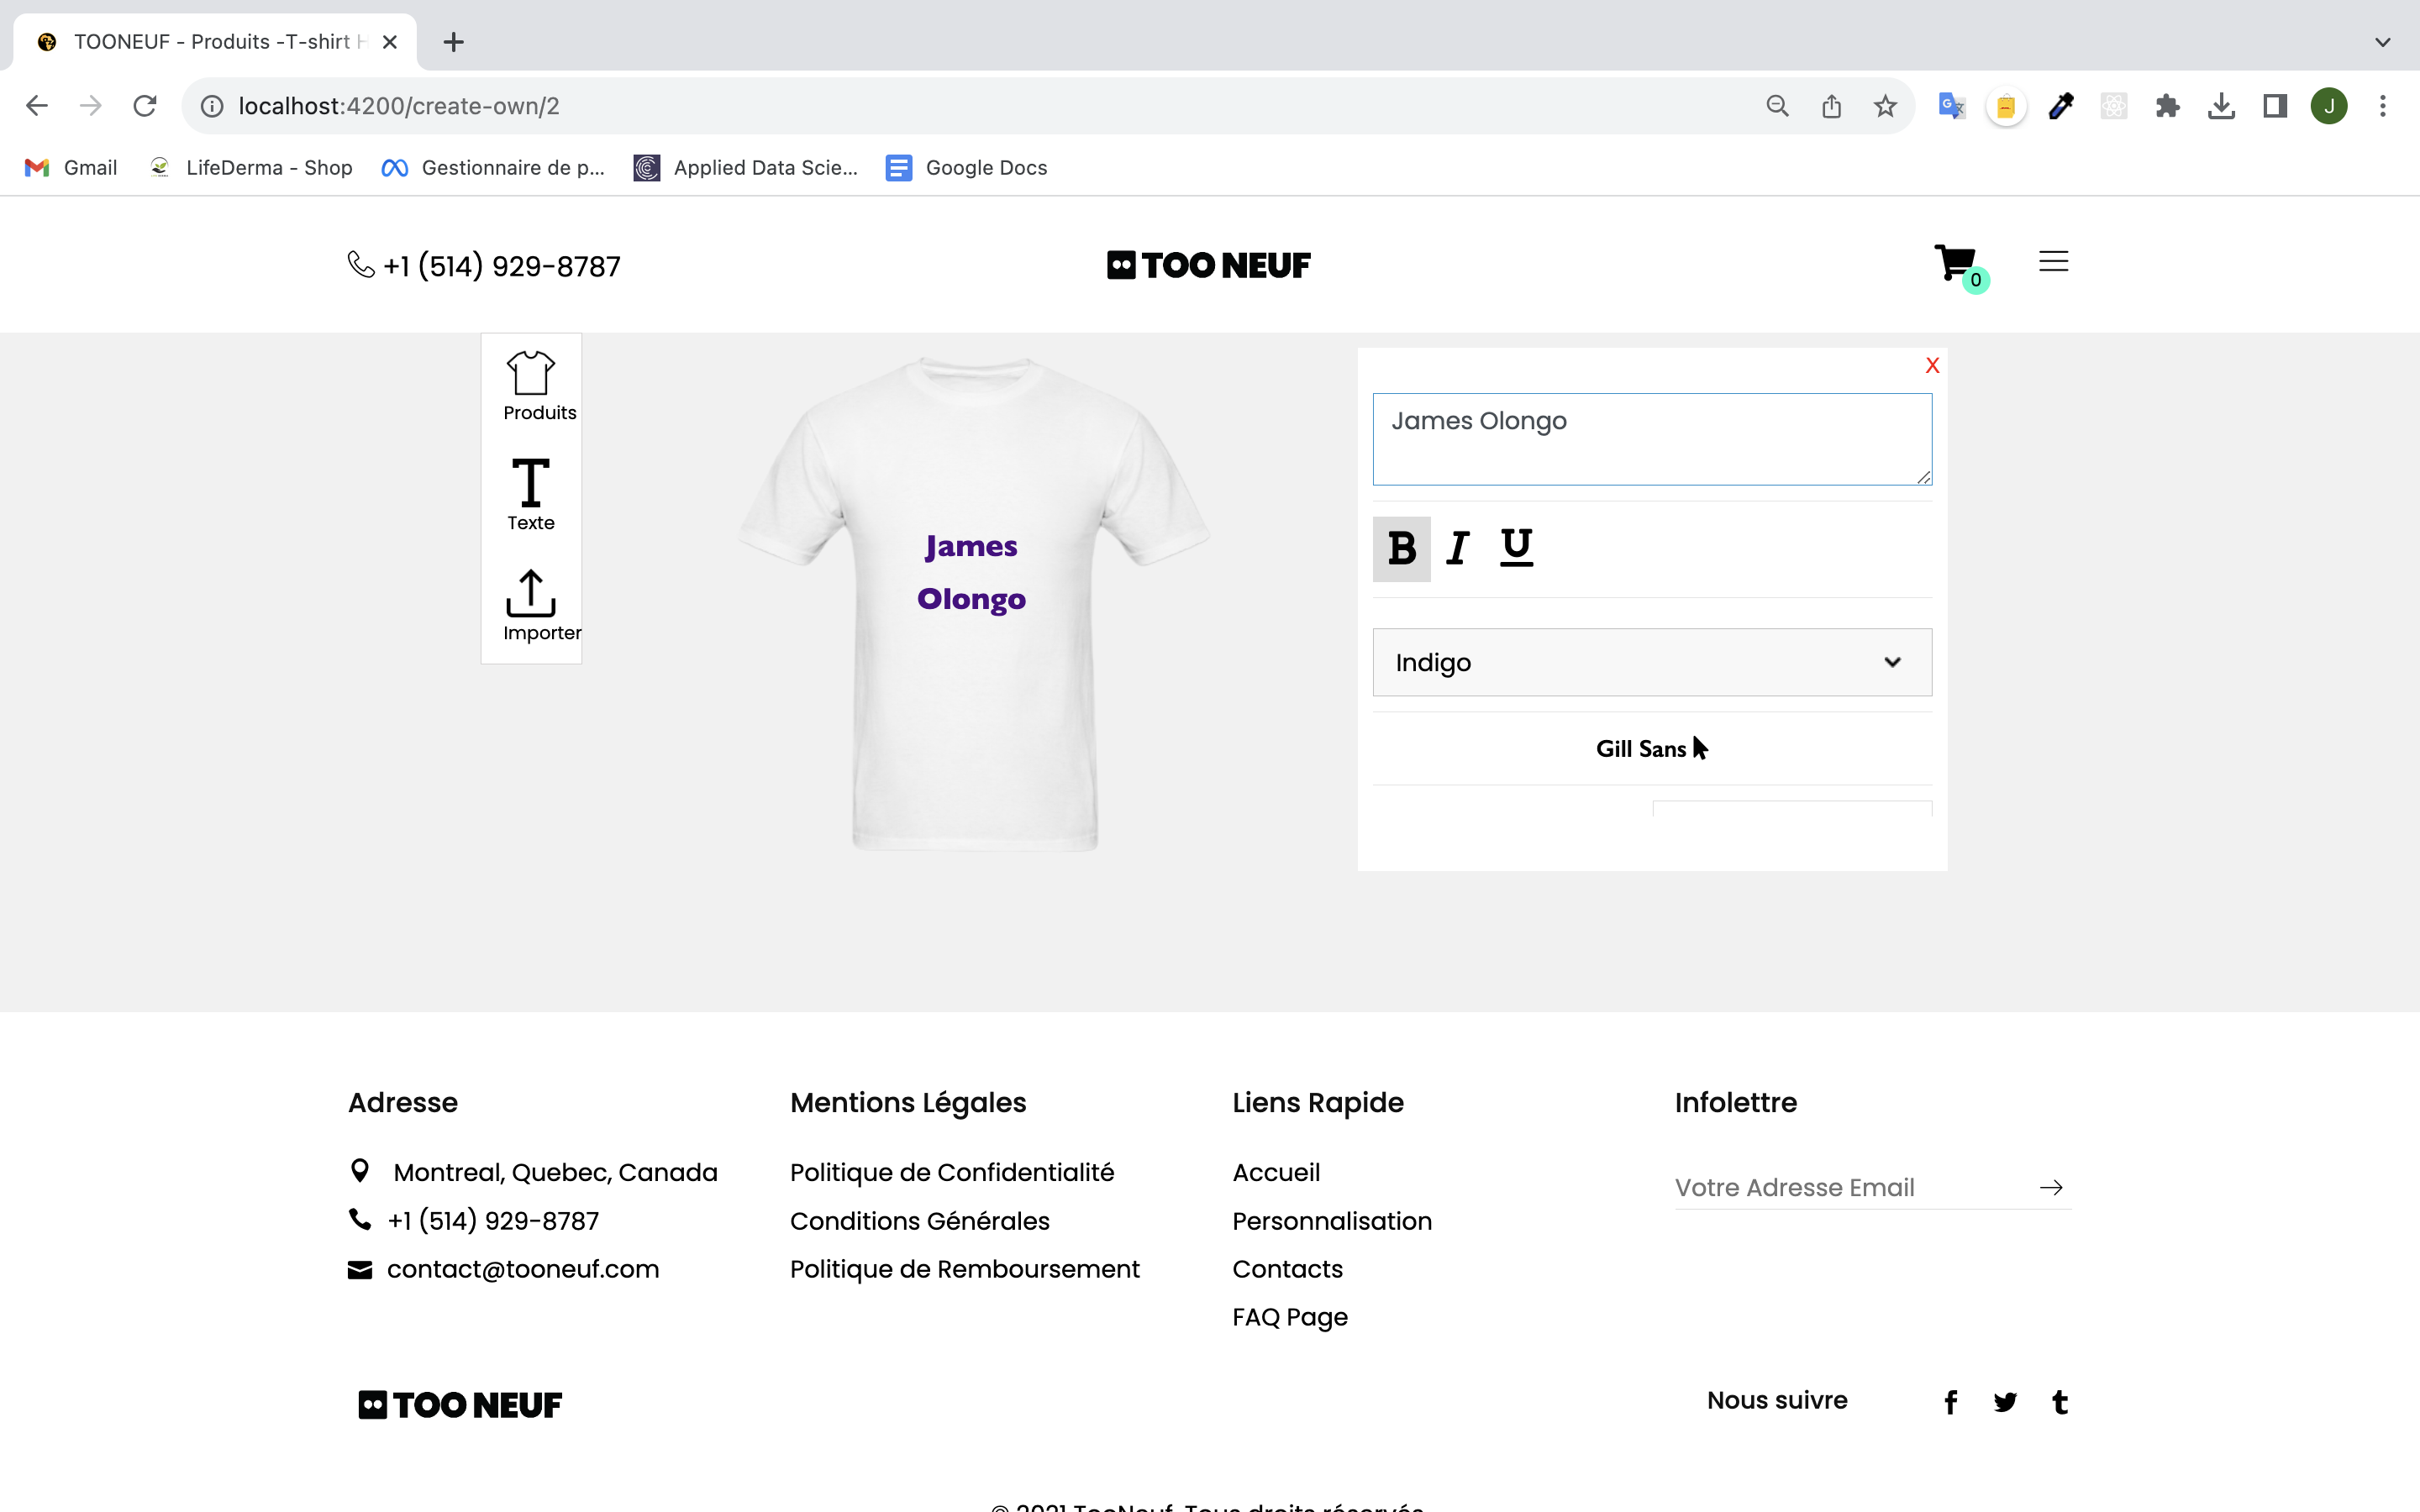 TOONEUF - Produits -T-shirt H
localhost:4200/create-own/2
J
Gmail
LifeDerma - Shop
Gestionnaire de p...
Applied Data Scie...
Google Docs
+1 (514) 929-8787
TOO NEUF
0
Produits
Texte
Importer
James
Olongo
X
James Olongo
B I U
Indigo
Gill Sans
Adresse
Montreal, Quebec, Canada
+1 (514) 929-8787
contact@tooneuf.com
Mentions Légales
Politique de Confidentialité
Conditions Générales
Politique de Remboursement
Liens Rapide
Accueil
Personnalisation
Contacts
FAQ Page
Infolettre
Votre Adresse Email
TOO NEUF
Nous suivre
© 2021 TooNeuf. Tous droits réservés